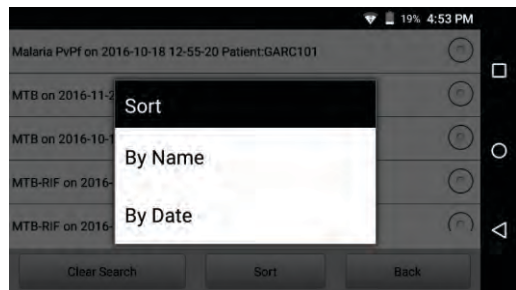 19% 4:53 PM
Malaria PvPf on 2016-10-18 12-55-20 Patient:GARC101
MTB on 2016-11-2
Sort
MTB on 2016-10-1
By Name
MTB-RIF on 2016-
By Date
MTB-RIF on 2016-
Clear Search Sort Back